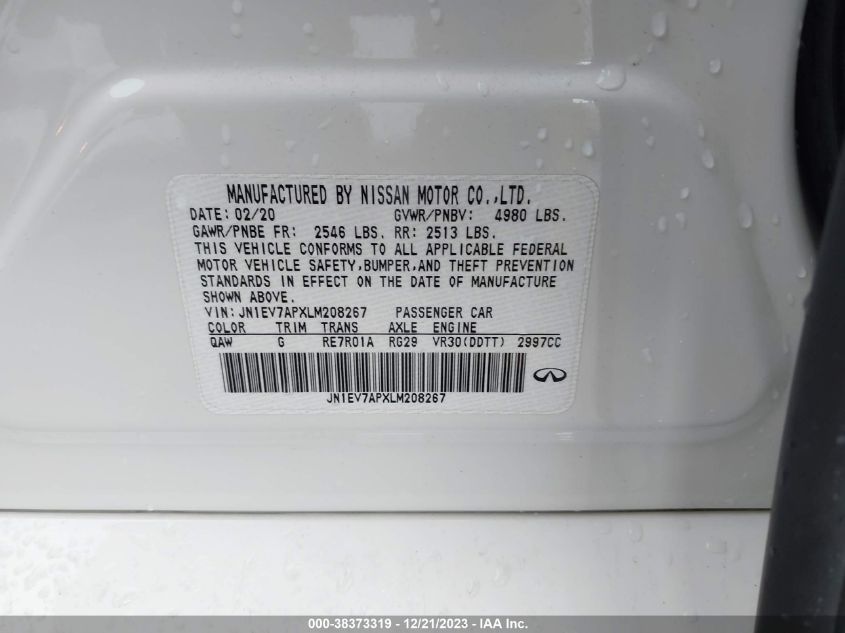 MANUFACTURED BY NISSAN MOTOR CO.,LTD.
DATE: 02/20 GVWR/PNBV: 4980 LBS.
GAWR/PNBE FR: 2546 LBS. RR: 2513 LBS.
THIS VEHICLE CONFORMS TO ALL APPLICABLE FEDERAL
MOTOR VEHICLE SAFETY,BUMPER,AND THEFT PREVENTION
STANDARDS IN EFFECT ON THE DATE OF MANUFACTURE
SHOWN ABOVE.
VIN: JN1EV7APXLM208267 PASSENGER CAR
COLOR TRIM TRANS AXLE ENGINE
QAW G RE7R01A RG29 VR30(DDTT) 2997CC
JN1EV7APXLM208267
000-38373319 - 12/21/2023 - IAA Inc.